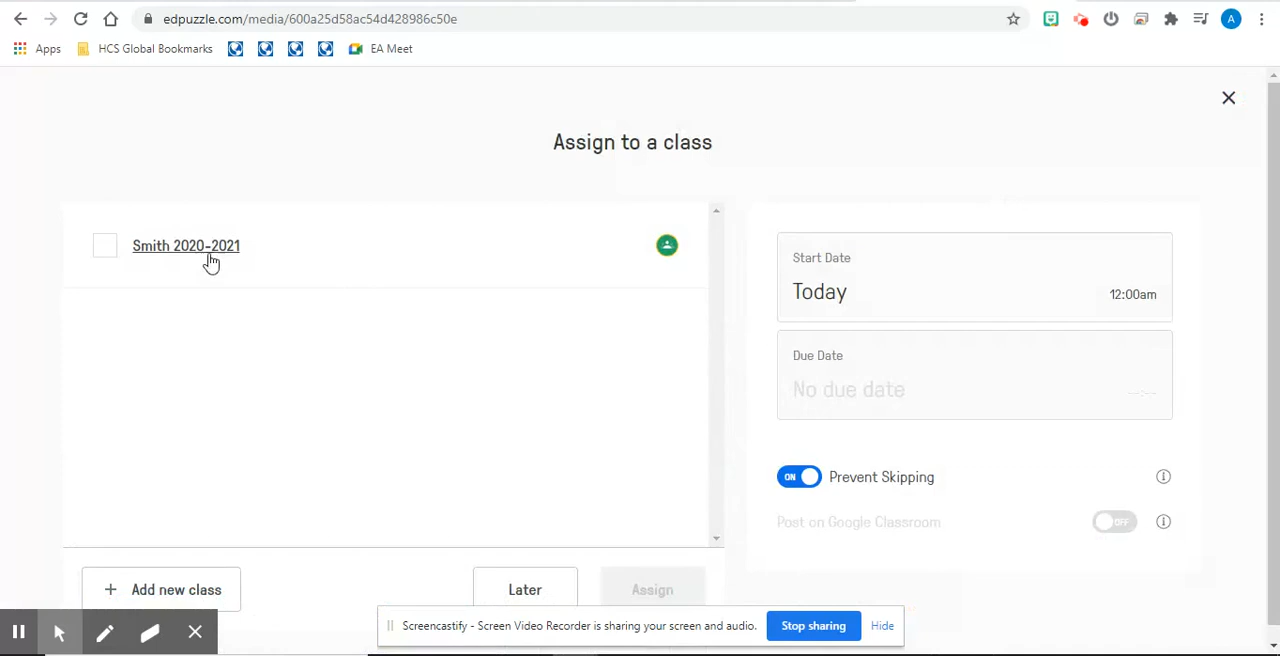 edpuzzle.com/media/600a25d58ac54d428986c50e
A
Apps
HCS Global Bookmarks
EA Meet
Assign to a class
Smith 2020-2021
Start Date
Today
12:00am
Due Date
No due date
--:--
ON
Prevent Skipping
Post on Google Classroom
OFF
+ Add new class
Later
Assign
Screencastify - Screen Video Recorder is sharing your screen and audio.
Stop sharing
Hide